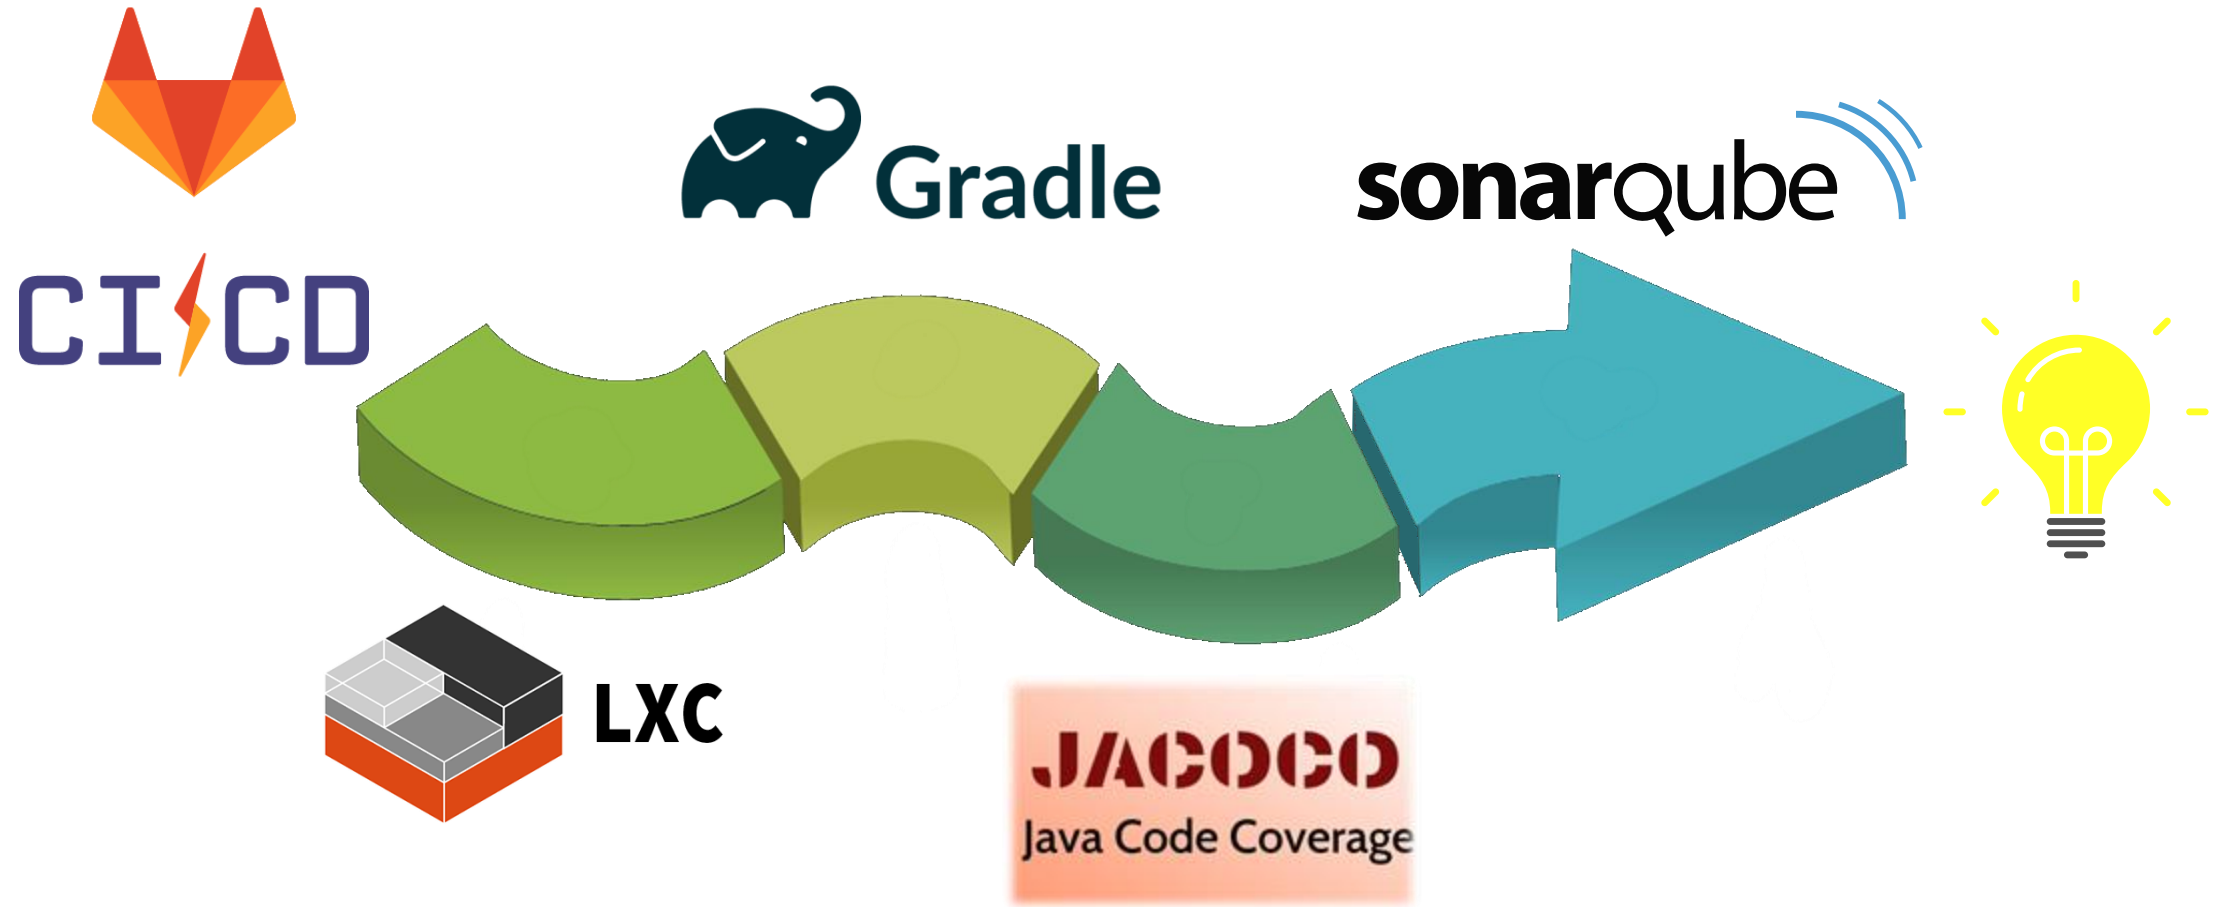 CI CD
Gradle
sonarqube
LXC
JACOCO
Java Code Coverage